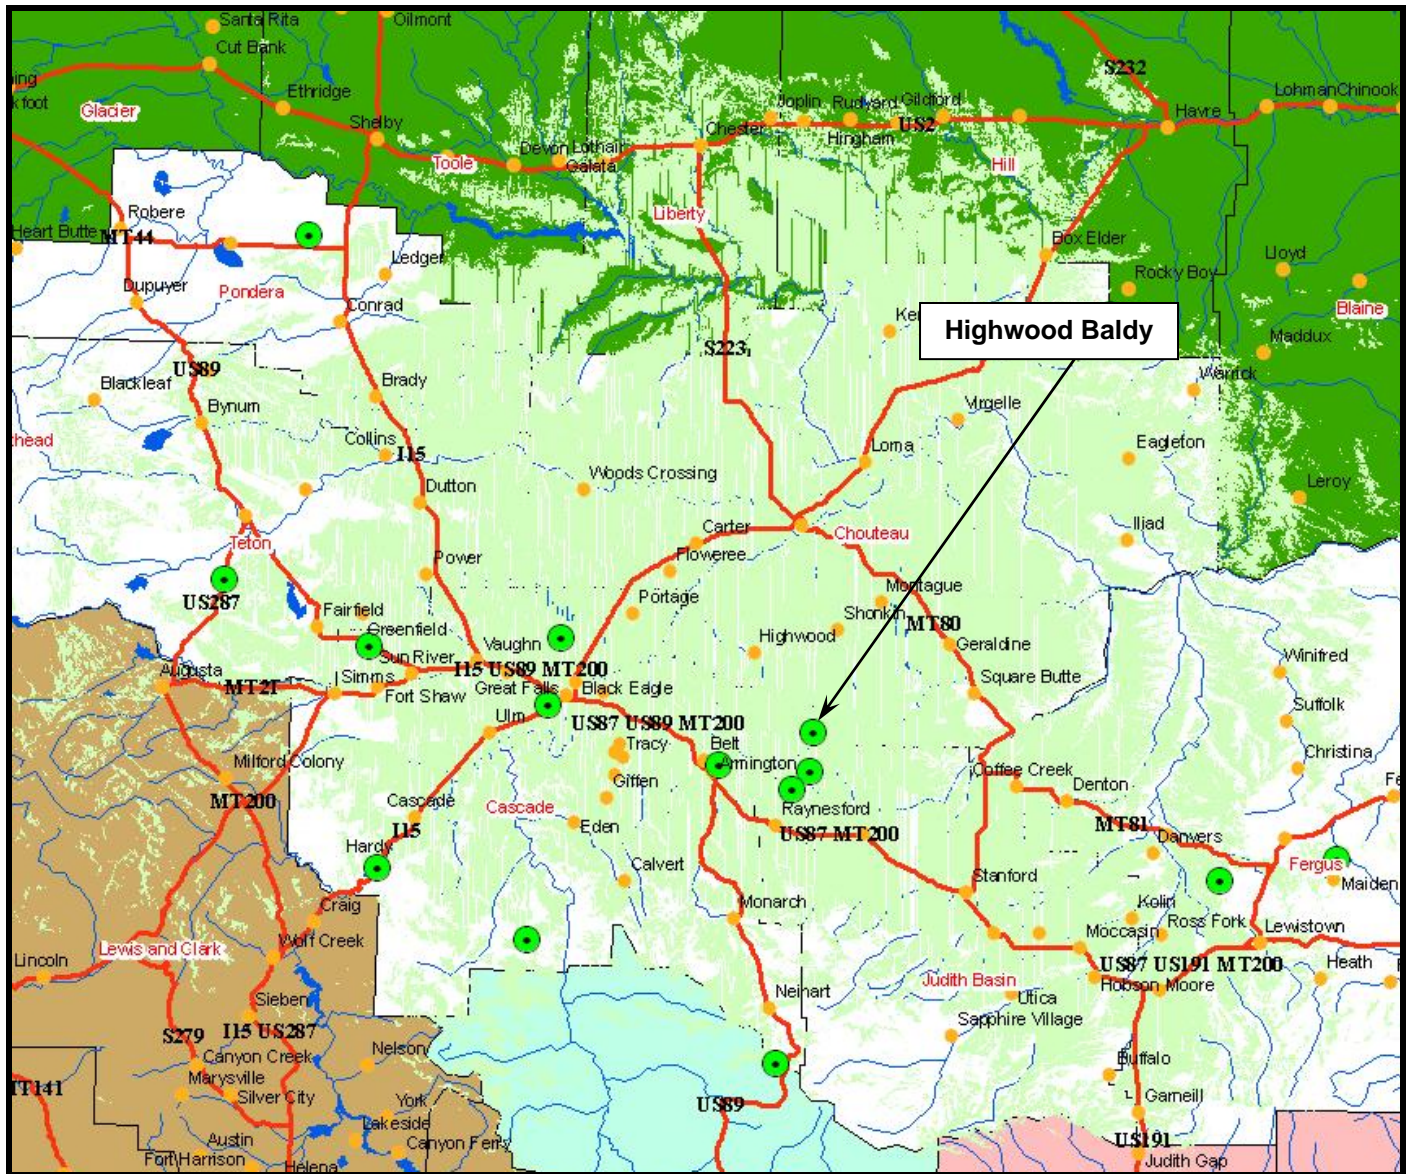 Santa Rita
Oilmont
Cut Bank
S232
ning
Ethridge
Lohman Chinook
kfoot
Glacier
Joplin Rudyard Gildford
Shelby
Chester
US2
Havre
Hingham
Devon Lothair
Toole
Galata
Hill
Robere
Liberty
Heart Butte
MT44
Box Elder
Ledger
Lloyd
Rocky Boy
Dupuyer
Pondera
Conrad
Blaine
Ker
Highwood Baldy
Maddux
S223
US89
Warrick
Blackleaf
Brady
Bynum
Virgelle
thead
Collins
I15
Loma
Eagleton
Woods Crossing
Dutton
Leroy
Carter
Iliad
Teton
Chouteau
Floweree
Power
Montague
US287
Portage
Fairfield
Shonkin
Greenfield
MT80
Highwood
Vaughn
Geraldine
Sun River
Winifred
I15 US89 MT200
Augusta
Simms
MT21
Great Falls
Black Eagle
Square Butte
Fort Shaw
Suffolk
Ulm
US87 US89 MT200
Tracy
Belt
Christina
Milford Colony
Armington
Coffee Creek
Giffen
Fe
MT200
Denton
Cascade
Cascade
Raynesford
I15
Eden
US87 MT200
MT81
Danvers
Hardy
Calvert
Fergus
Stanford
Maiden
Craig
Monarch
Kolin
Wolf Creek
Moccasin
Ross Fork
Lewistown
Lewis and Clark
Lincoln
US87 US191 MT200
Heath
F
Judith Basin
Hobson Moore
Neihart
Sieben
Utica
Sapphire Village
S279
I15 US287
Canyon Creek
Nelson
Buffalo
Marysville
IT141
Silver City
York
US89
Garneill
Lakeside
Austin
Canyon Ferry
US191
Fort Harrison
Helena
Judith Gap